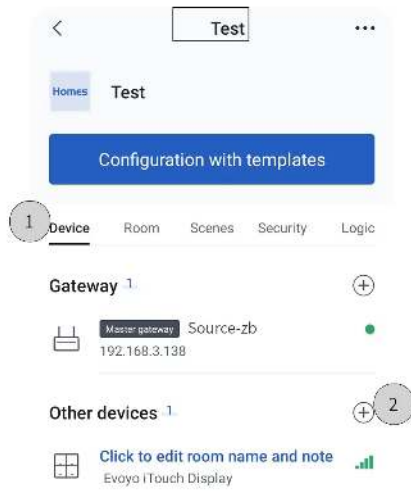 Test
Homes Test
Configuration with templates
1 Device Room Scenes Security Logic
Gateway 1
Master gateway Source-zb
192.168.3.138
Other devices 1 2
Click to edit room name and note
Evoyo iTouch Display